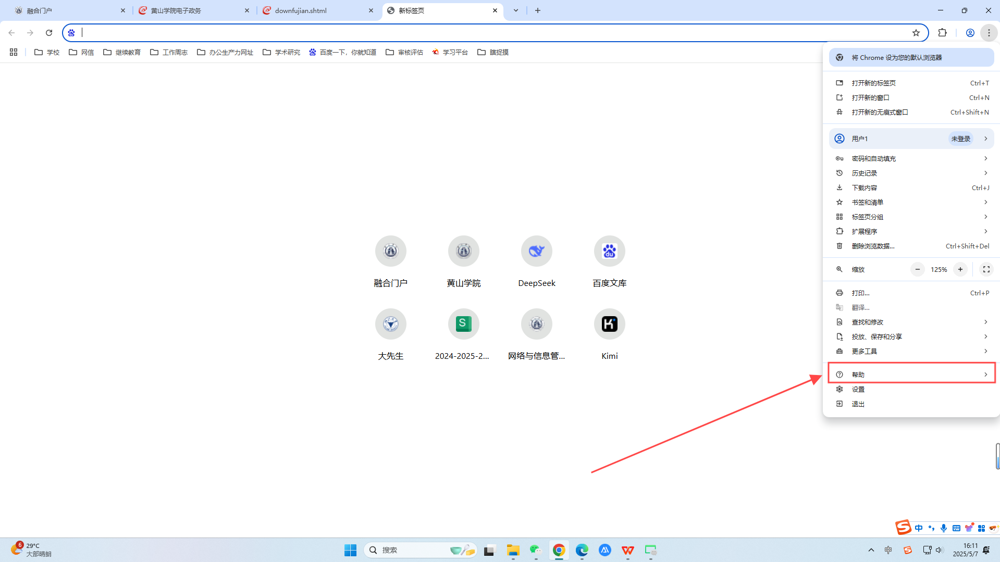 融合门户
黄山学院电子政务
downfujian.shtml
新标签页
学校
网信
继续教育
工作周志
办公生产力网址
学术研究
百度一下,你就知道
审核评估
学习平台
瞎捉摸
将 Chrome 设为您的默认浏览器
打开新的标签页 Ctrl+T
打开新的窗口 Ctrl+N
打开新的无痕式窗口 Ctrl+Shift+N
用户1 未登录
密码和自动填充
历史记录
下载内容 Ctrl+J
书签和清单
标签页分组
扩展程序
删除浏览数据... Ctrl+Shift+Del
缩放 − 125% +
打印... Ctrl+P
翻译...
查找和修改
投放、保存和分享
更多工具
帮助
设置
退出
融合门户
黄山学院
DeepSeek
du
百度文库
大先生
S
2024-2025-2...
网络与信息管...
K
Kimi
S 中
6
29°C
大部晴朗
搜索
中
S
16:11
2025/5/7